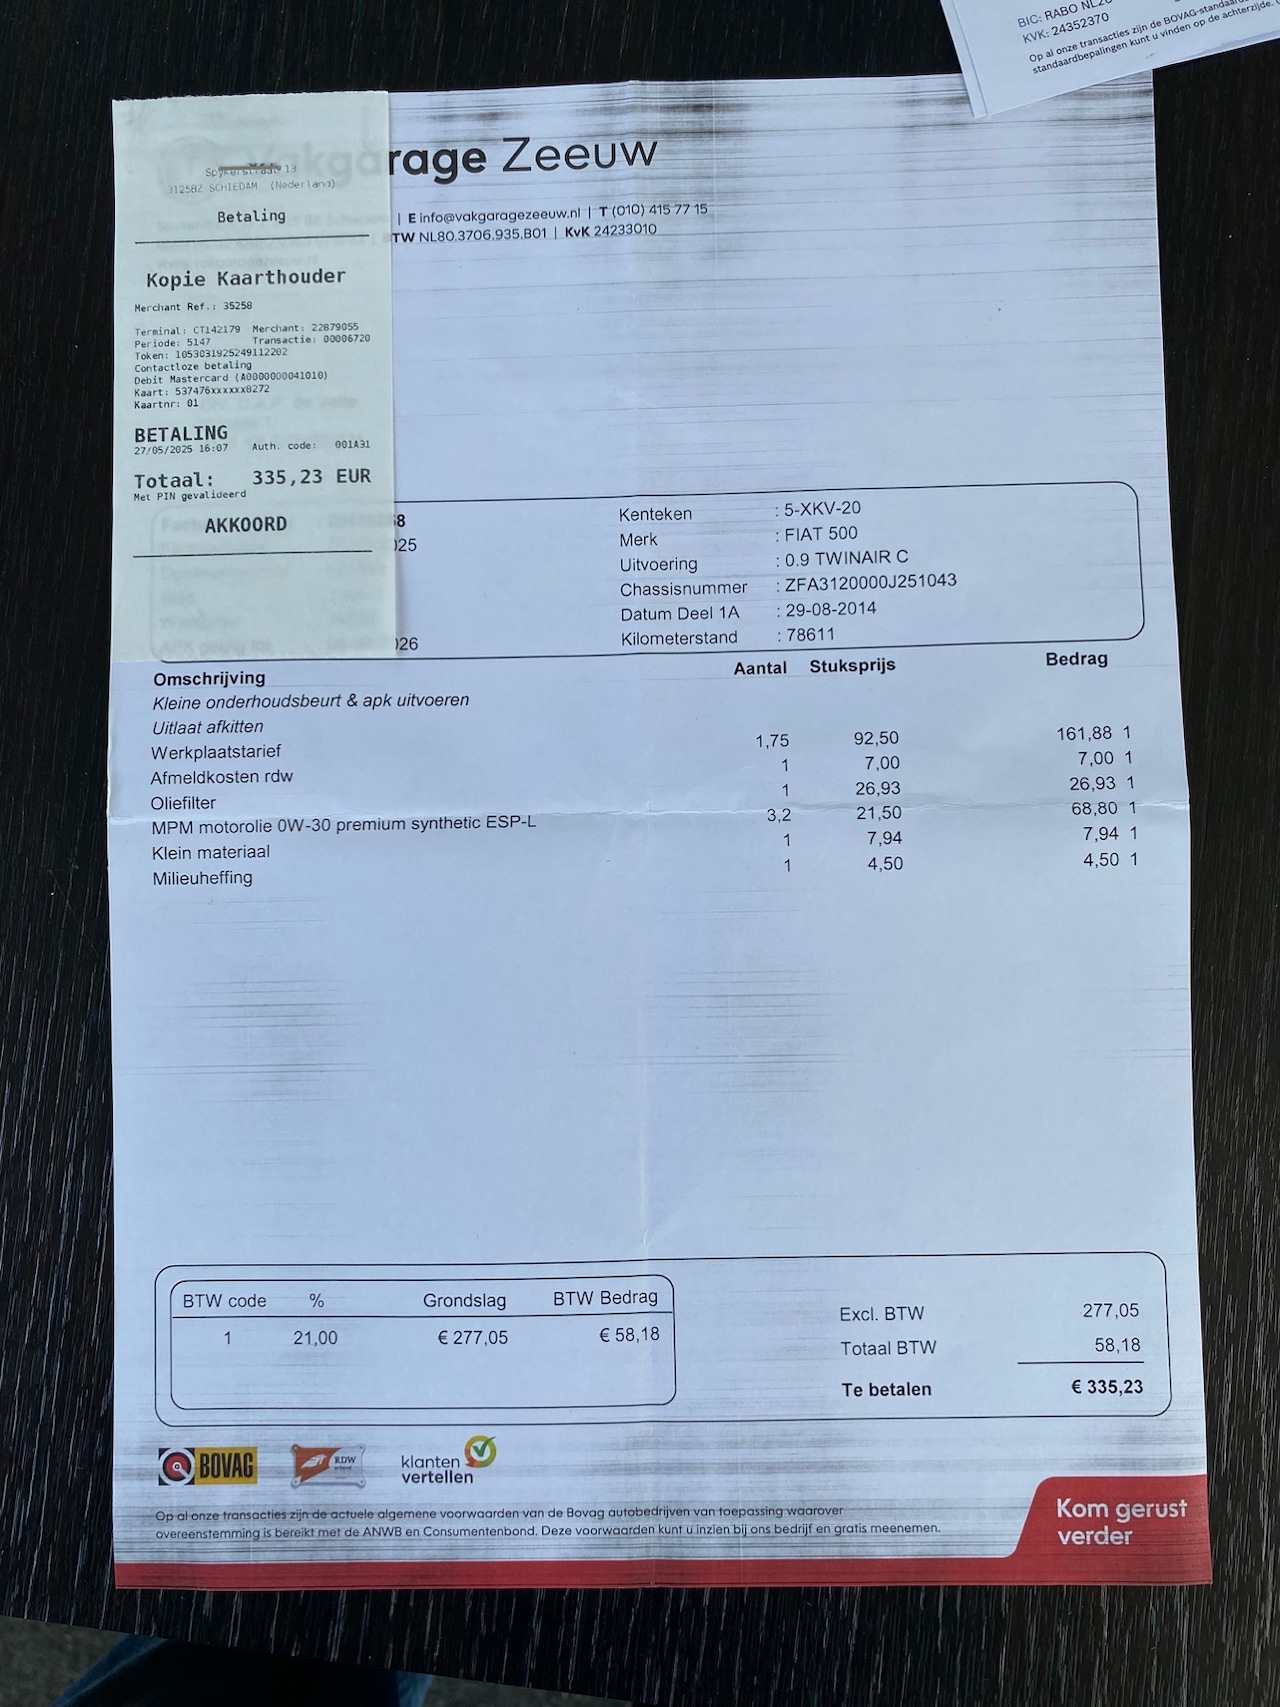 BIC: RABO
KVK: 24352370
Op al onze transacties zijn de BOVAG-
standaardbepalingen kunt u vinden op de achterzijde.
Vakgarage Zeeuw
Spykerstraat 13
3125BZ SCHIEDAM (Nederland)
Betaling
| E info@vakgaragezeeuw.nl | T (010) 415 77 15
BTW NL80.3706.935.B01 | KvK 24233010
Kopie Kaarthouder
Merchant Ref.: 35258
Terminal: CT142179 Merchant: 22879055
Periode: 5147 Transactie: 00006720
Token: 1053031925249112202
Contactloze betaling
Debit Mastercard (A0000000041010)
Kaart: 537476xxxxxx8272
Kaartnr: 01
BETALING
27/05/2025 16:07 Auth. code: 001A31
Totaal: 335,23 EUR
Met PIN gevalideerd
AKKOORD
8
025
026
Kenteken : 5-XKV-20
Merk : FIAT 500
Uitvoering : 0.9 TWINAIR C
Chassisnummer : ZFA3120000J251043
Datum Deel 1A : 29-08-2014
Kilometerstand : 78611
Omschrijving Aantal Stuksprijs Bedrag
Kleine onderhoudsbeurt & apk uitvoeren
Uitlaat afkitten
Werkplaatstarief 1,75 92,50 161,88 1
Afmeldkosten rdw 1 7,00 7,00 1
Oliefilter 1 26,93 26,93 1
MPM motorolie 0W-30 premium synthetic ESP-L 3,2 21,50 68,80 1
Klein materiaal 1 7,94 7,94 1
Milieuheffing 1 4,50 4,50 1
BTW code % Grondslag BTW Bedrag
1 21,00 € 277,05 € 58,18
Excl. BTW 277,05
Totaal BTW 58,18
Te betalen € 335,23
BOVAG
RDW
klanten
vertellen
Op al onze transacties zijn de actuele algemene voorwaarden van de Bovag autobedrijven van toepassing waarover
overeenstemming is bereikt met de ANWB en Consumentenbond. Deze voorwaarden kunt u inzien bij ons bedrijf en gratis meenemen.
Kom gerust
verder